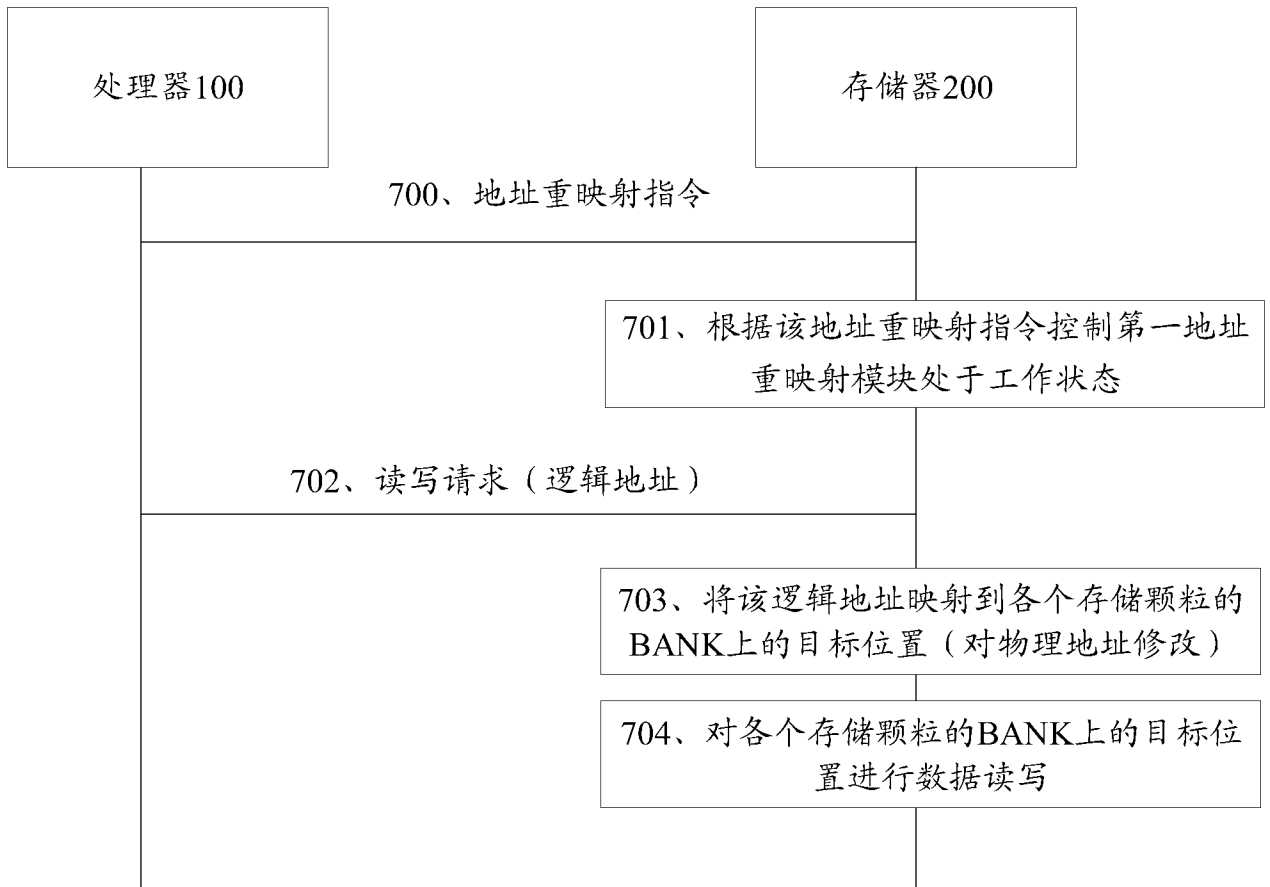 处理器100
存储器200
700、地址重映射指令
701、根据该地址重映射指令控制第一地址
重映射模块处于工作状态
702、读写请求（逻辑地址）
703、将该逻辑地址映射到各个存储颗粒的
BANK上的目标位置（对物理地址修改）
704、对各个存储颗粒的BANK上的目标位
置进行数据读写